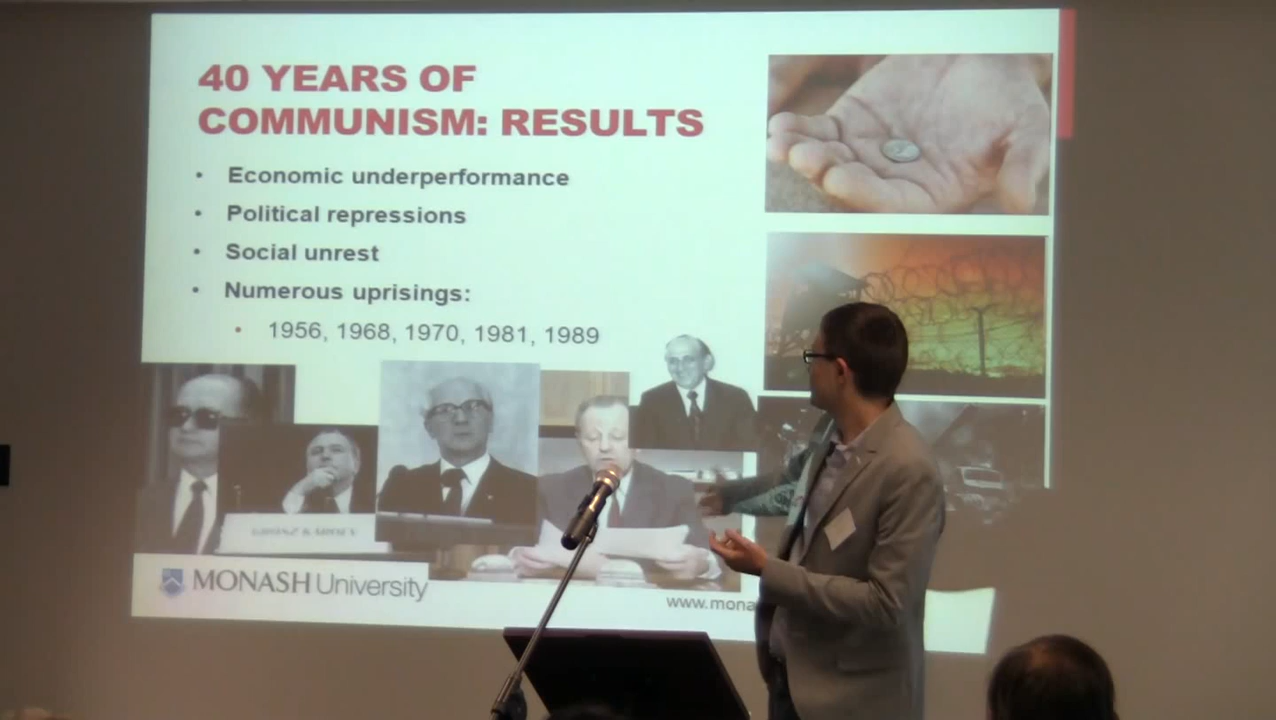 40 YEARS OF
COMMUNISM: RESULTS
• Economic underperformance
• Political repressions
• Social unrest
• Numerous uprisings:
• 1956, 1968, 1970, 1981, 1989
MONASH University
www.mona